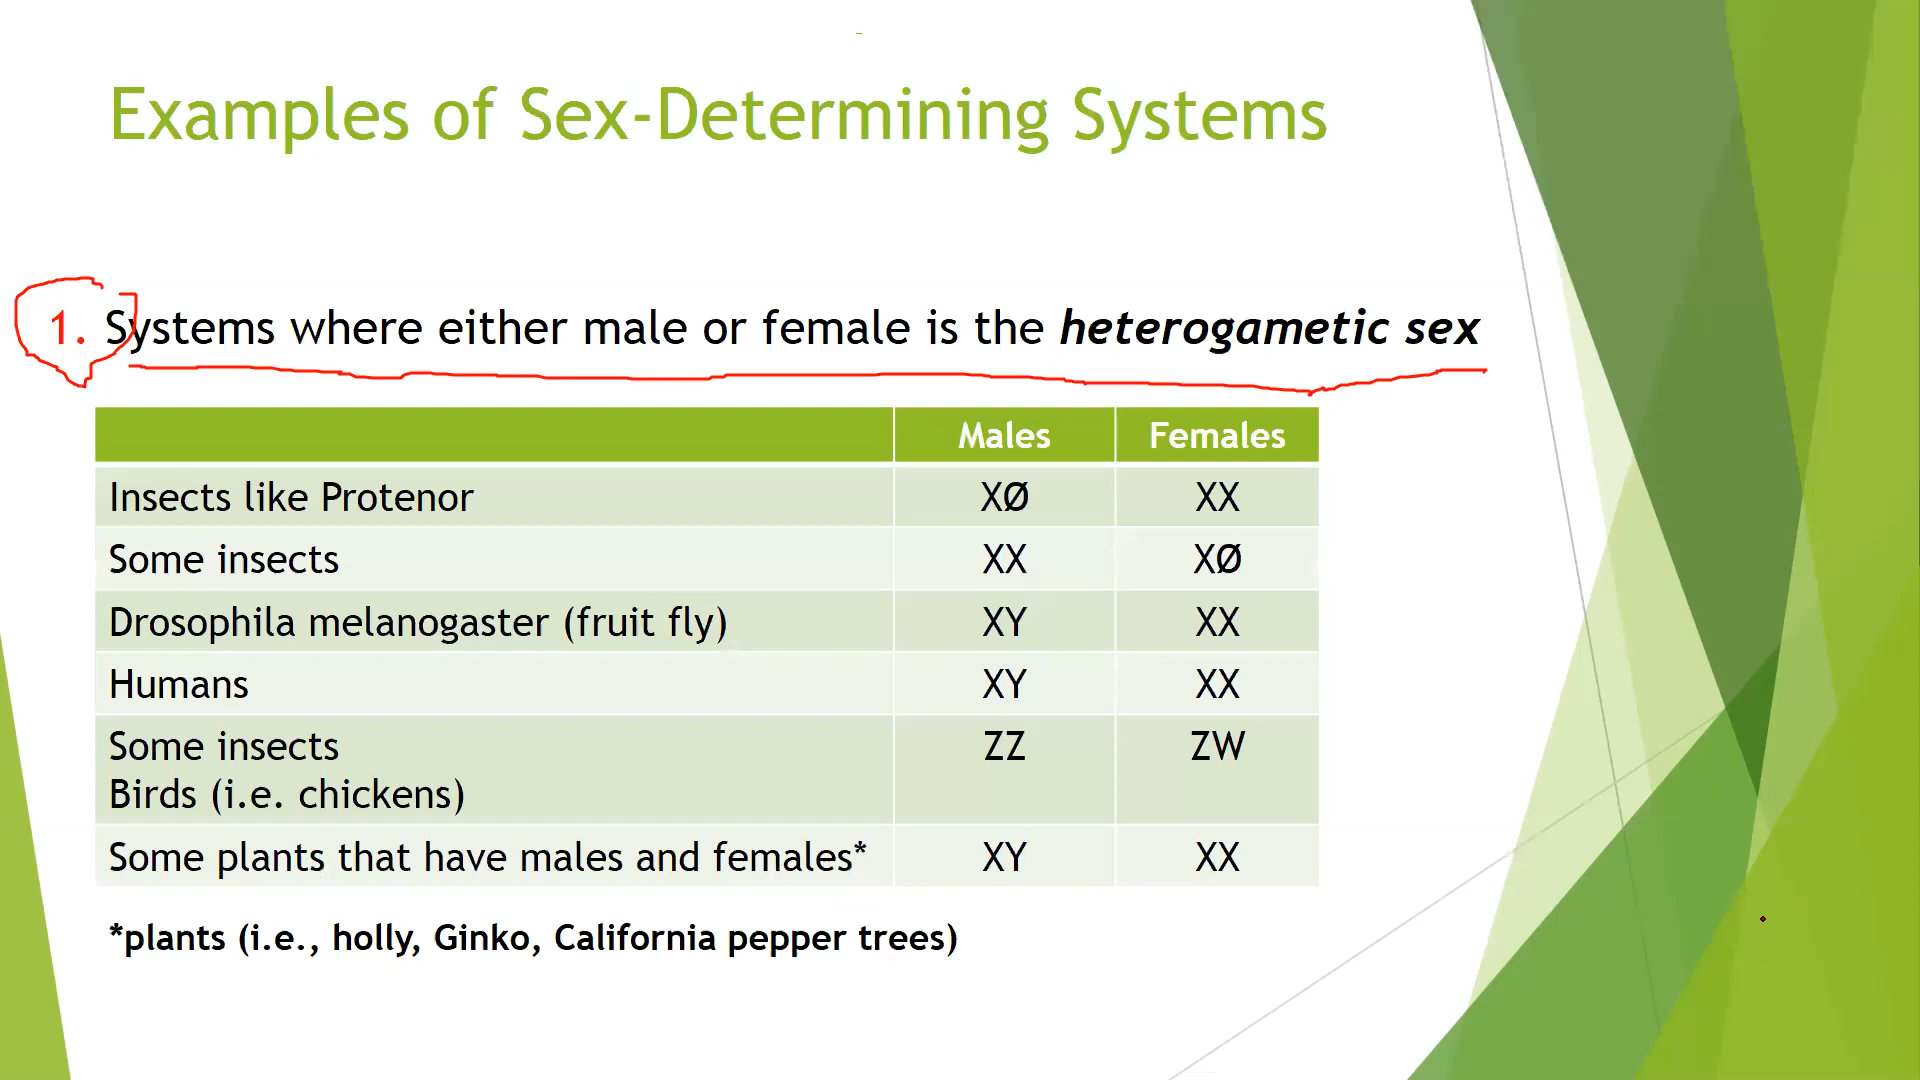 Examples of Sex-Determining Systems
1. Systems where either male or female is the heterogametic sex
Males Females
Insects like Protenor XØ XX
Some insects XX XØ
Drosophila melanogaster (fruit fly) XY XX
Humans XY XX
Some insects ZZ ZW
Birds (i.e. chickens)
Some plants that have males and females* XY XX
*plants (i.e., holly, Ginko, California pepper trees)